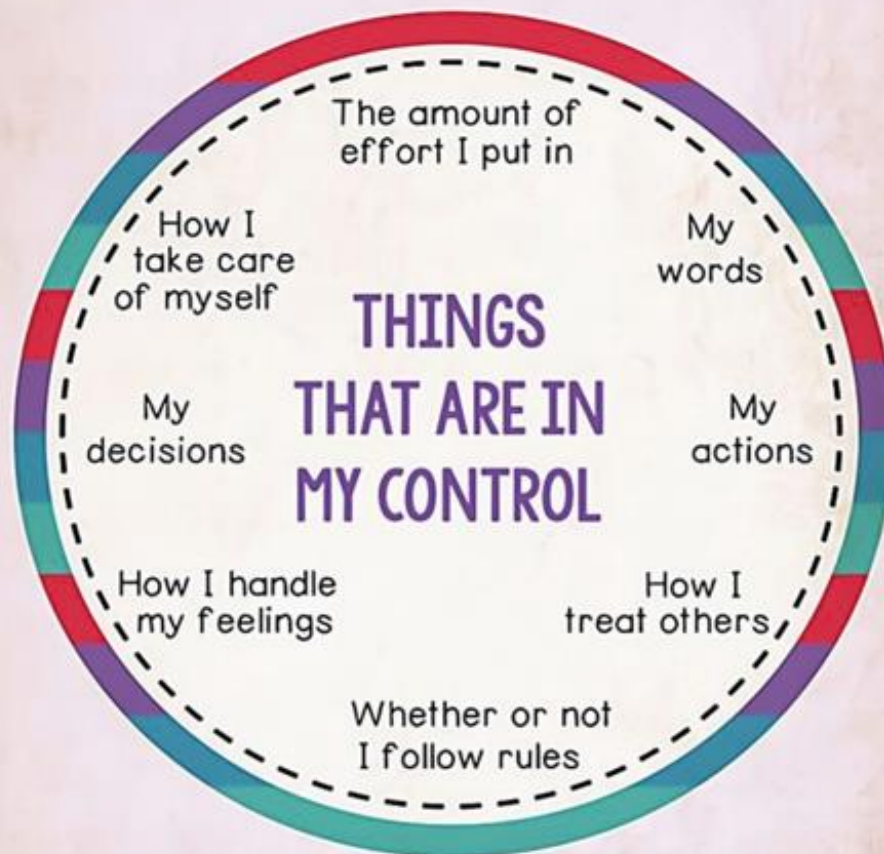 The amount of
effort I put in
My
words
My
actions
How I
treat others
Whether or not
I follow rules
How I handle
my feelings
My
decisions
How I
take care
of myself
THINGS
THAT ARE IN
MY CONTROL